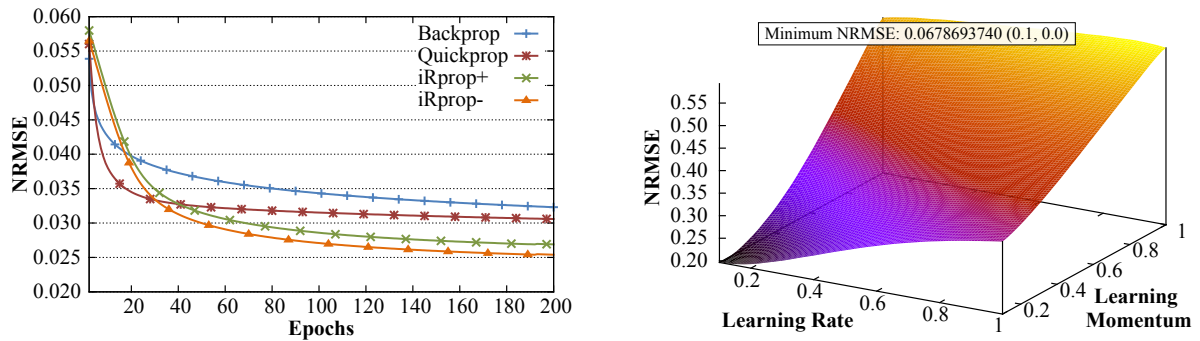 0.060
0.055
0.050
0.045
0.040
0.035
0.030
0.025
0.020
NRMSE
20 40 60 80 100 120 140 160 180 200
Epochs
Backprop
Quickprop
iRprop+
iRprop-
Minimum NRMSE: 0.0678693740 (0.1, 0.0)
0.55
0.50
0.45
0.40
0.35
0.30
0.25
0.20
NRMSE
0.2 0.4 0.6 0.8 1
Learning Rate
0.2 0.4 0.6 0.8 1
Learning
Momentum